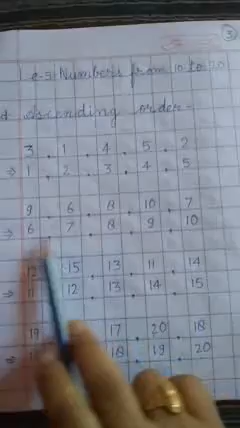 3
e-5 Numbers from 10 to 20
Ascending order-
3, 1, 4, 5, 2
⇒ 1, 2, 3, 4, 5
9, 6, 8, 10, 7
⇒ 6, 7, 8, 9, 10
12, 15, 13, 11, 14
⇒ 11, 12, 13, 14, 15
19 17, 20, 18
⇒ 18, 19, 20